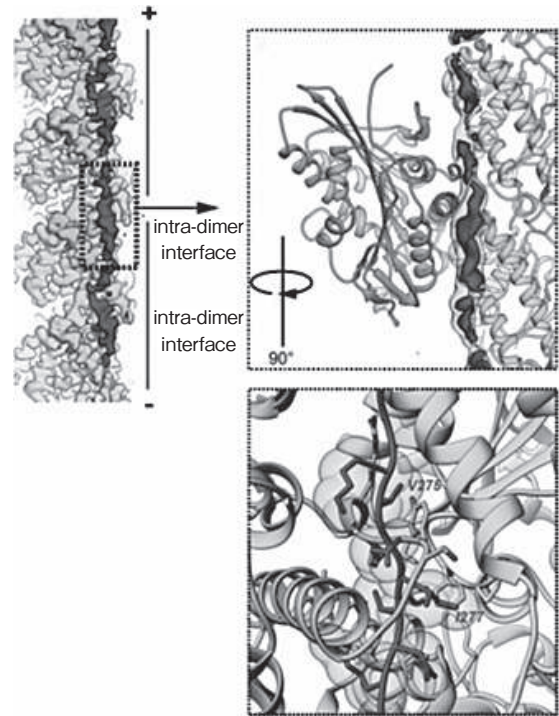 +
intra-dimer
interface
intra-dimer
interface
-
90°
V275
I277